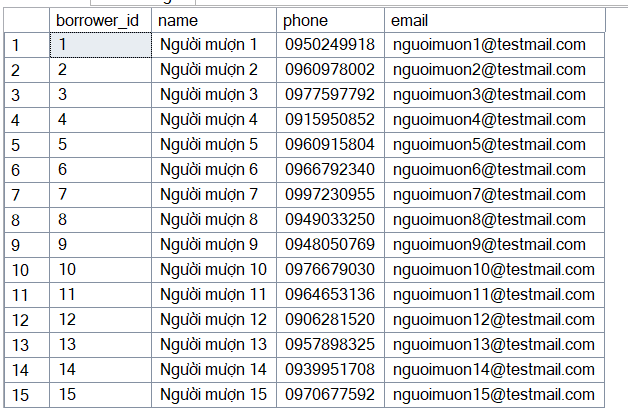 borrower_id name phone email
1 1 Người mượn 1 0950249918 nguoimuon1@testmail.com
2 2 Người mượn 2 0960978002 nguoimuon2@testmail.com
3 3 Người mượn 3 0977597792 nguoimuon3@testmail.com
4 4 Người mượn 4 0915950852 nguoimuon4@testmail.com
5 5 Người mượn 5 0960915804 nguoimuon5@testmail.com
6 6 Người mượn 6 0966792340 nguoimuon6@testmail.com
7 7 Người mượn 7 0997230955 nguoimuon7@testmail.com
8 8 Người mượn 8 0949033250 nguoimuon8@testmail.com
9 9 Người mượn 9 0948050769 nguoimuon9@testmail.com
10 10 Người mượn 10 0976679030 nguoimuon10@testmail.com
11 11 Người mượn 11 0964653136 nguoimuon11@testmail.com
12 12 Người mượn 12 0906281520 nguoimuon12@testmail.com
13 13 Người mượn 13 0957898325 nguoimuon13@testmail.com
14 14 Người mượn 14 0939951708 nguoimuon14@testmail.com
15 15 Người mượn 15 0970677592 nguoimuon15@testmail.com